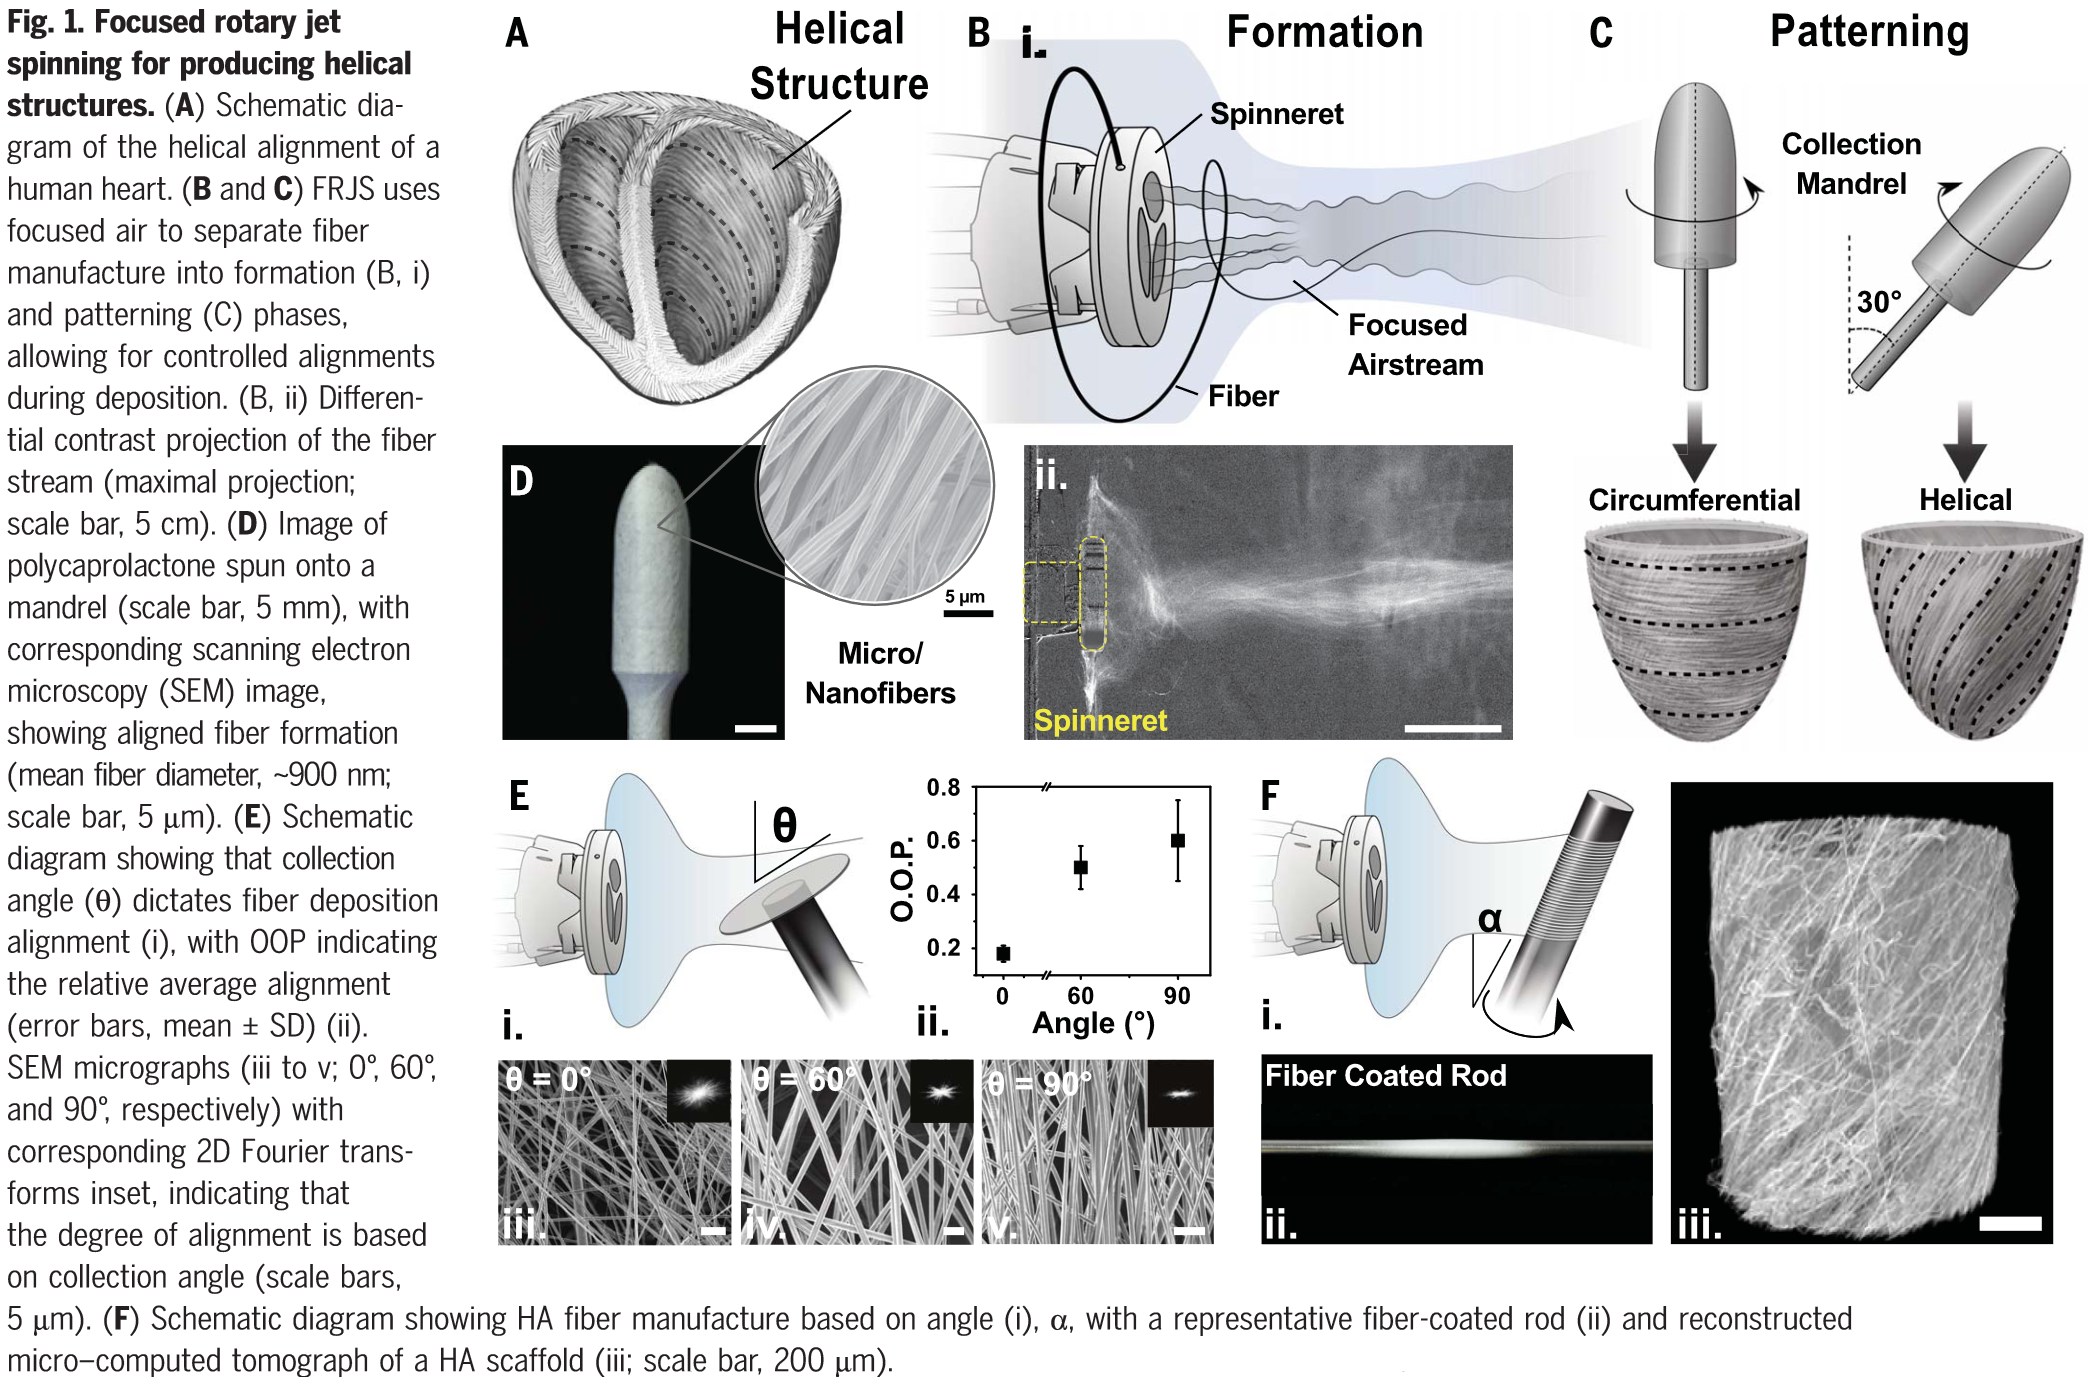 Fig. 1. Focused rotary jet
spinning for producing helical
structures. (A) Schematic dia-
gram of the helical alignment of a
human heart. (B and C) FRJS uses
focused air to separate fiber
manufacture into formation (B, i)
and patterning (C) phases,
allowing for controlled alignments
during deposition. (B, ii) Differen-
tial contrast projection of the fiber
stream (maximal projection;
scale bar, 5 cm). (D) Image of
polycaprolactone spun onto a
mandrel (scale bar, 5 mm), with
corresponding scanning electron
microscopy (SEM) image,
showing aligned fiber formation
(mean fiber diameter, ~900 nm;
scale bar, 5 μm). (E) Schematic
diagram showing that collection
angle (θ) dictates fiber deposition
alignment (i), with OOP indicating
the relative average alignment
(error bars, mean ± SD) (ii).
SEM micrographs (iii to v; 0°, 60°,
and 90°, respectively) with
corresponding 2D Fourier trans-
forms inset, indicating that
the degree of alignment is based
on collection angle (scale bars,
5 μm). (F) Schematic diagram showing HA fiber manufacture based on angle (i), α, with a representative fiber-coated rod (ii) and reconstructed
micro–computed tomograph of a HA scaffold (iii; scale bar, 200 μm).
A
Helical
Structure
B
i.
Formation
Spinneret
Focused
Airstream
Fiber
ii.
Spinneret
C
Patterning
Collection
Mandrel
30°
Circumferential
Helical
D
5 μm
Micro/
Nanofibers
E
θ
i.
O.O.P.
0.8
0.6
0.4
0.2
0
60
90
Angle (°)
ii.
θ = 0°
iii.
θ = 60°
iv.
θ = 90°
v.
F
α
i.
Fiber Coated Rod
ii.
iii.